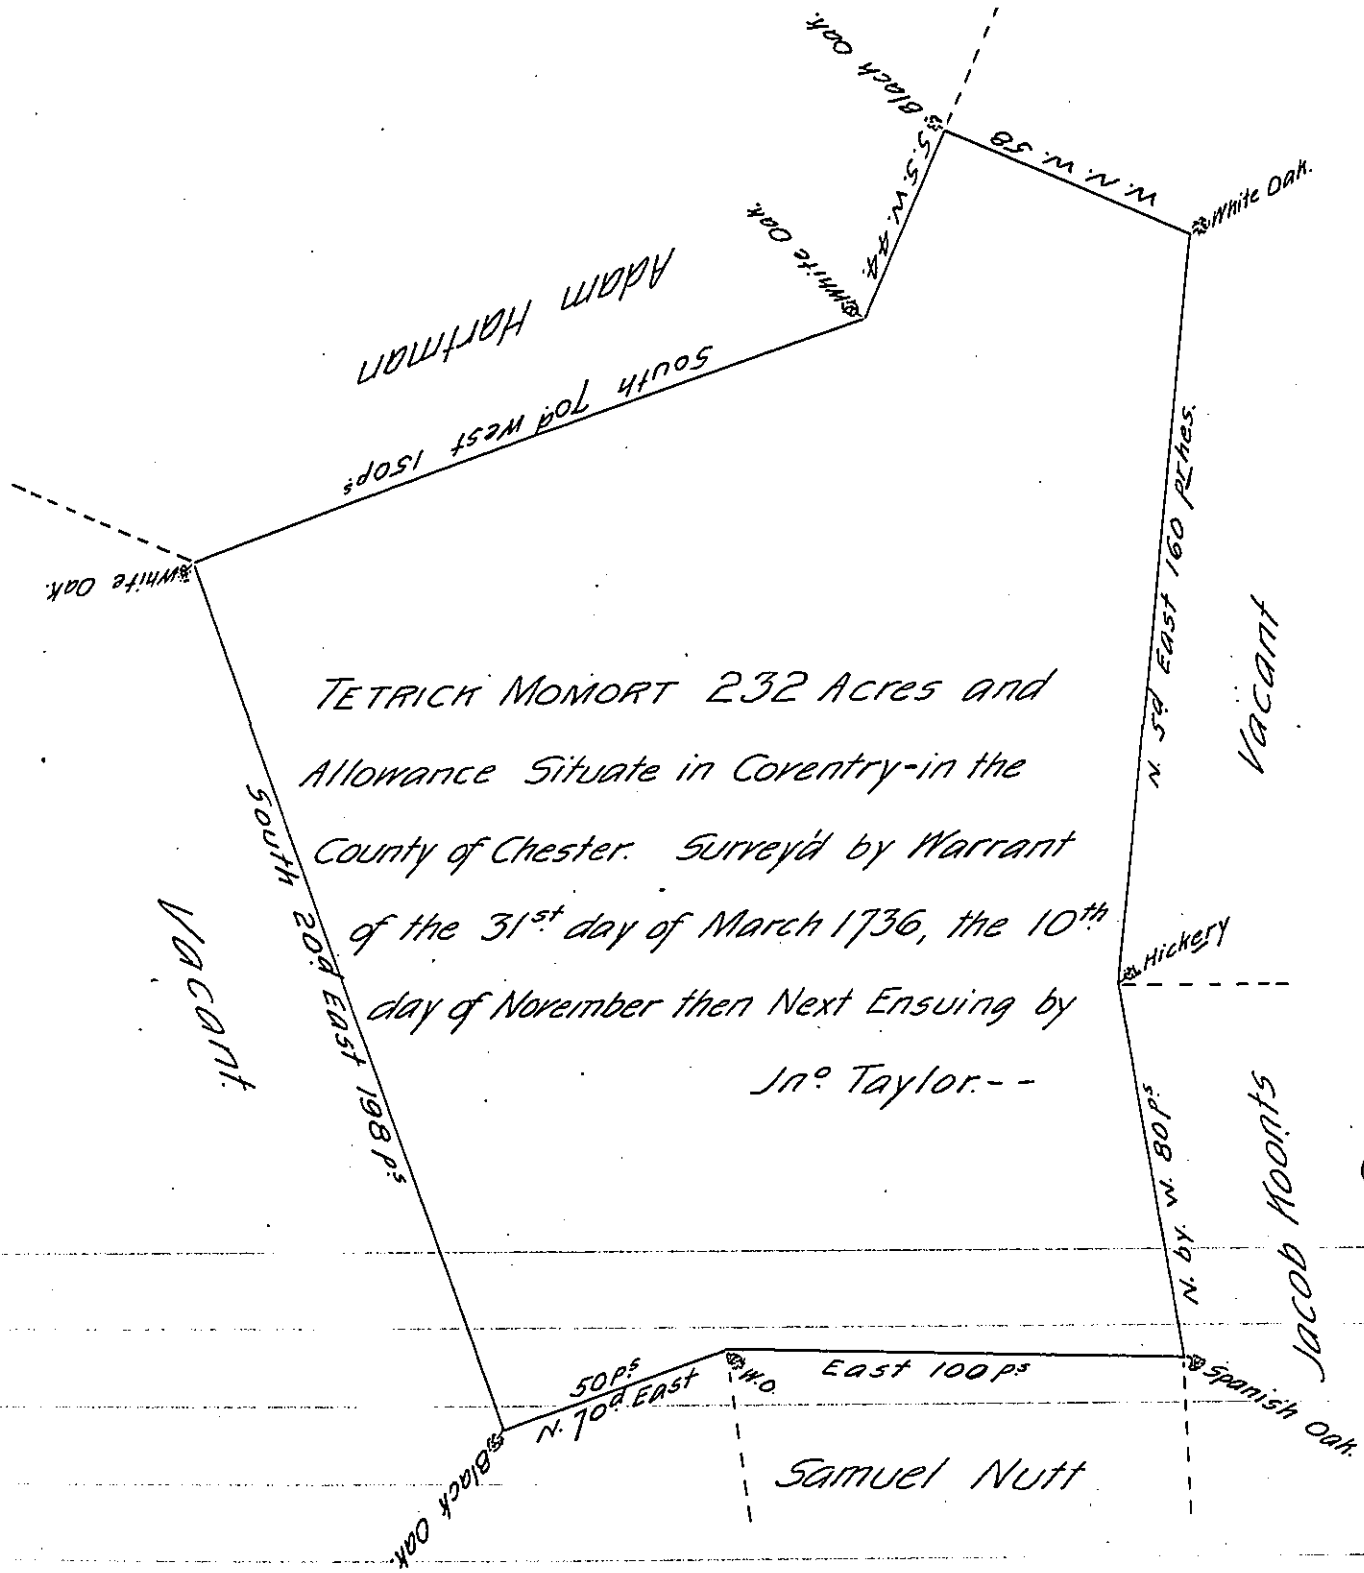 Black Oak.
S.S.W. 44.
W. N. W. 58
White Oak.
White Oak.
Adam Hartman
South 70d west 150ps
White Oak.
N. 5d East 160 prhes.
Vacant
TETRICK MOMORT 232 Acres and
Allowance Situate in Coventry-in the
County of Chester. Survey'd by Warrant
of the 31st day of March 1736, the 10th
day of November then Next Ensuing by
Jno Taylor.--
South 20d East 198 ps
Vacant.
Hickery
N. by. W. 80 ps
Jacob Koonts
50 ps
N. 70d East
W.O.
East 100 ps
Spanish Oak.
Black Oak.
Samuel Nutt